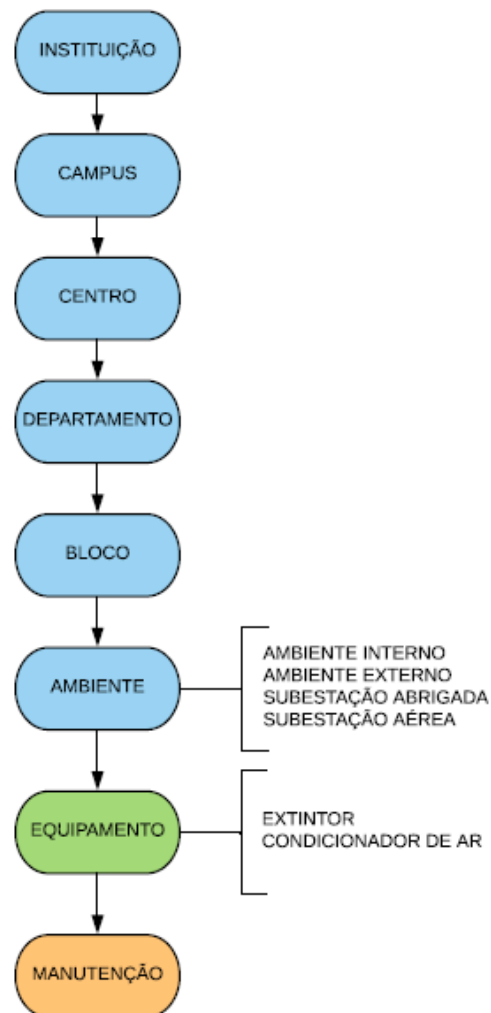 INSTITUIÇÃO
CAMPUS
CENTRO
DEPARTAMENTO
BLOCO
AMBIENTE
AMBIENTE INTERNO
AMBIENTE EXTERNO
SUBESTAÇÃO ABRIGADA
SUBESTAÇÃO AÉREA
EQUIPAMENTO
EXTINTOR
CONDICIONADOR DE AR
MANUTENÇÃO